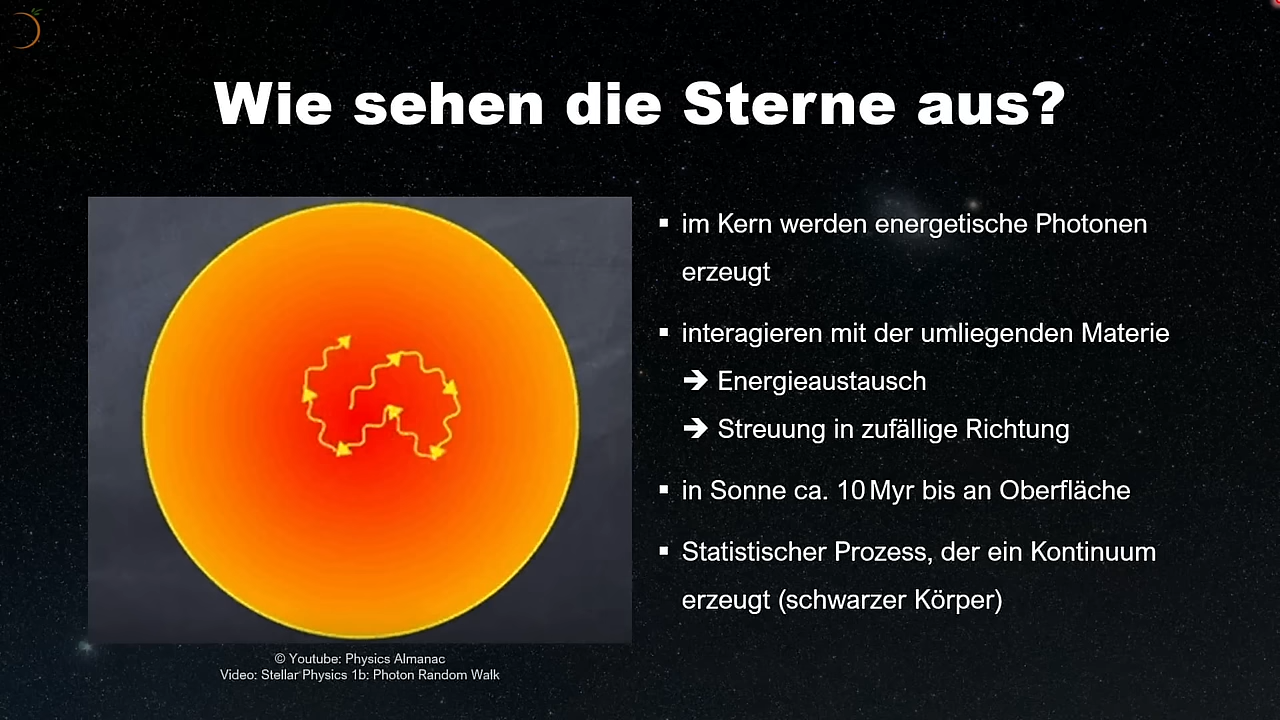 Wie sehen die Sterne aus?
▪ im Kern werden energetische Photonen
erzeugt
▪ interagieren mit der umliegenden Materie
➔ Energieaustausch
➔ Streuung in zufällige Richtung
▪ in Sonne ca. 10 Myr bis an Oberfläche
▪ Statistischer Prozess, der ein Kontinuum
erzeugt (schwarzer Körper)
© Youtube: Physics Almanac
Video: Stellar Physics 1b: Photon Random Walk